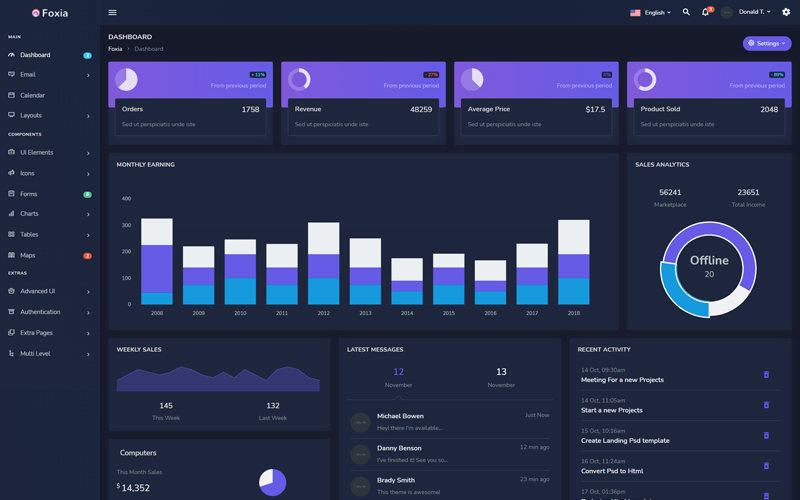 Foxia
English
3
Donald T.
MAIN
Dashboard 2
Email
Calendar
Layouts
COMPONENTS
UI Elements
Icons
Forms 8
Charts
Tables
Maps 2
EXTRAS
Advanced UI
Authentication
Extra Pages
Multi Level
DASHBOARD
Foxia > Dashboard
Settings
+ 11%
From previous period
Orders 1758
Sed ut perspiciatis unde iste
From previous period
Revenue 48259
Sed ut perspiciatis unde iste
0%
From previous period
Average Price $17.5
Sed ut perspiciatis unde iste
From previous period
Product Sold 2048
Sed ut perspiciatis unde iste
MONTHLY EARNING
400
300
200
100
0
2008 2009 2010 2011 2012 2013 2014 2015 2016 2017 2018
SALES ANALYTICS
56241 23651
Marketplace Total Income
Offline
20
WEEKLY SALES
145 132
This Week Last Week
Computers
This Month Sales
$ 14,352
LATEST MESSAGES
12 13
November November
Michael Bowen Just Now
Hey! there I'm available...
Danny Benson 12 min ago
I've finished it! See you so...
Brady Smith 23 min ago
This theme is awesome!
RECENT ACTIVITY
14 Oct, 09:30am
Meeting For a new Projects
14 Oct, 11:05am
Start a new Projects
15 Oct, 10:16am
Create Landing Psd template
16 Oct, 11:24am
Convert Psd to Html
17 Oct, 01:36pm